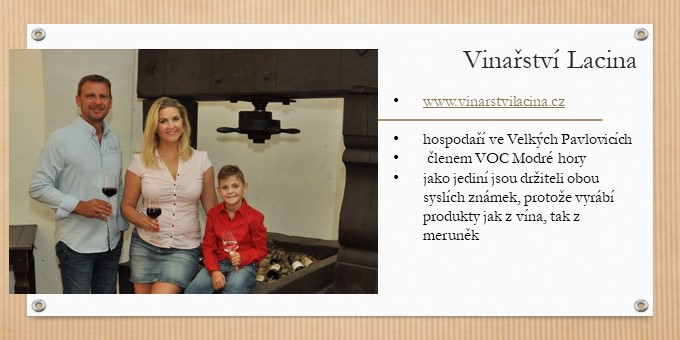 Vinařství Lacina
• www.vinarstvilacina.cz
• hospodaří ve Velkých Pavlovicích
• členem VOC Modré hory
• jako jediní jsou držiteli obou
syslích známek, protože vyrábí
produkty jak z vína, tak z
meruněk